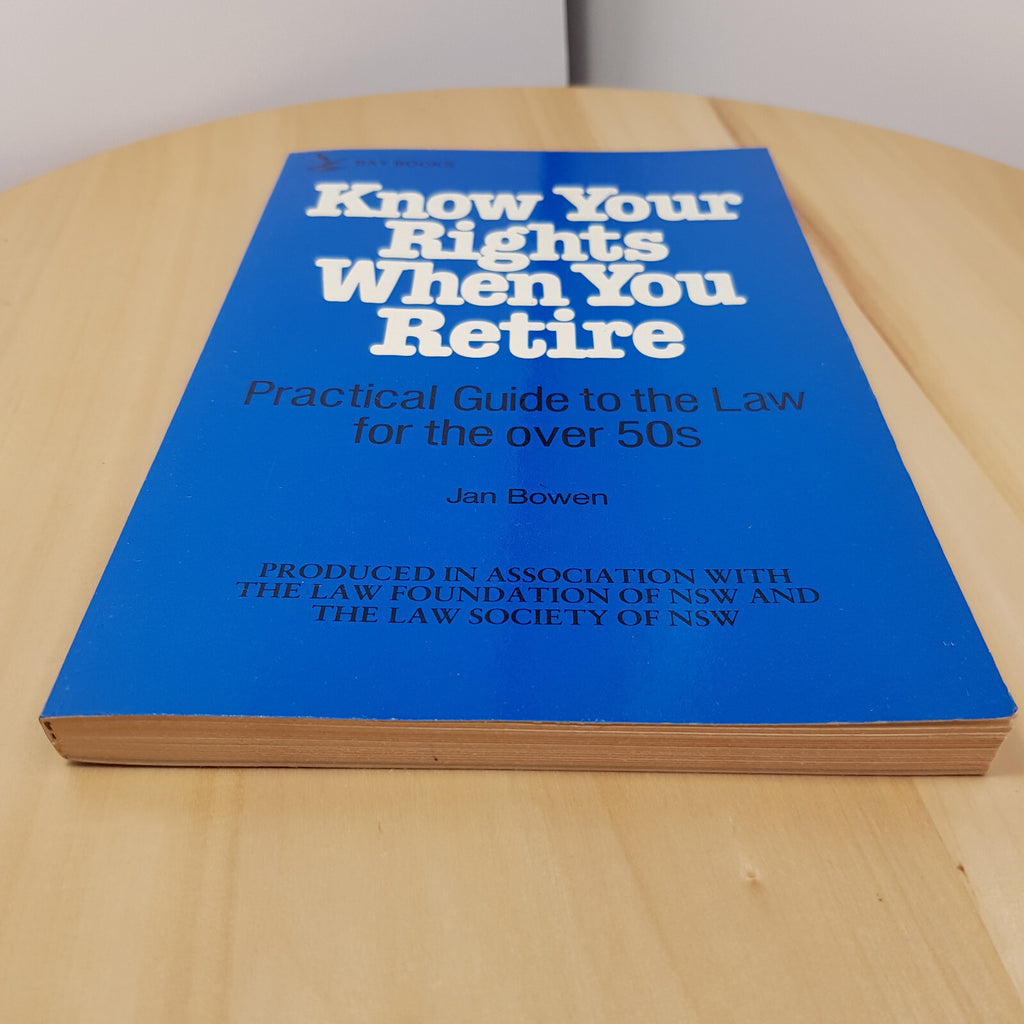 BAY BOOKS
Know Your
Rights
When You
Retire
Practical Guide to the Law
for the over 50s
Jan Bowen
PRODUCED IN ASSOCIATION WITH
THE LAW FOUNDATION OF NSW AND
THE LAW SOCIETY OF NSW